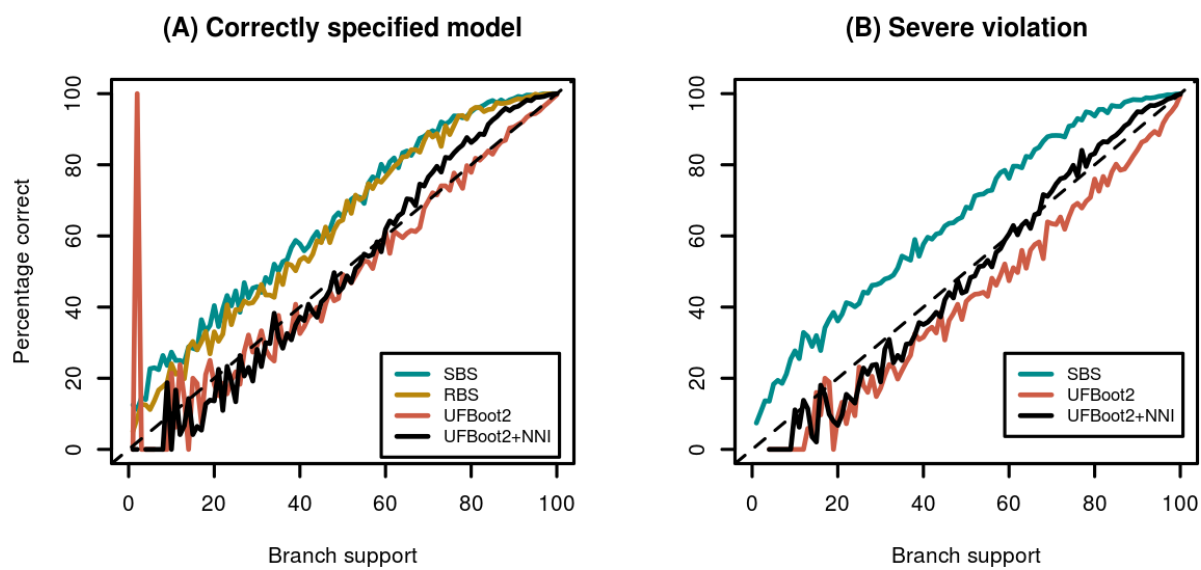 (A) Correctly specified model
Percentage correct
100
80
60
40
20
0
0 20 40 60 80 100
Branch support
SBS
RBS
UFBoot2
UFBoot2+NNI
(B) Severe violation
100
80
60
40
20
0
0 20 40 60 80 100
Branch support
SBS
UFBoot2
UFBoot2+NNI